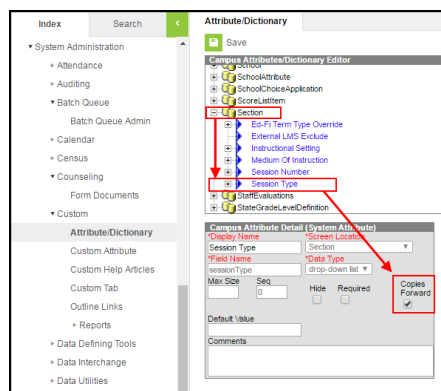 Index
Search
System Administration
Attendance
Auditing
Batch Queue
Batch Queue Admin
Calendar
Census
Counseling
Form Documents
Custom
Attribute/Dictionary
Custom Attribute
Custom Help Articles
Custom Tab
Outline Links
Reports
Data Defining Tools
Data Interchange
Data Utilities
Attribute/Dictionary
Save
Campus Attributes/Dictionary Editor
School
SchoolAttribute
SchoolChoiceApplication
ScoreListItem
Section
Ed-Fi Term Type Override
External LMS Exclude
Instructional Setting
Medium Of Instruction
Session Number
Session Type
StaffEvaluations
StateGradeLevelDefinition
Campus Attribute Detail (System Attribute)
*Display Name *Screen Location
Session Type Section
*Field Name *Data Type
sessionType drop-down list
Max Size Seq Hide Required Copies Forward
0
Default Value
Comments